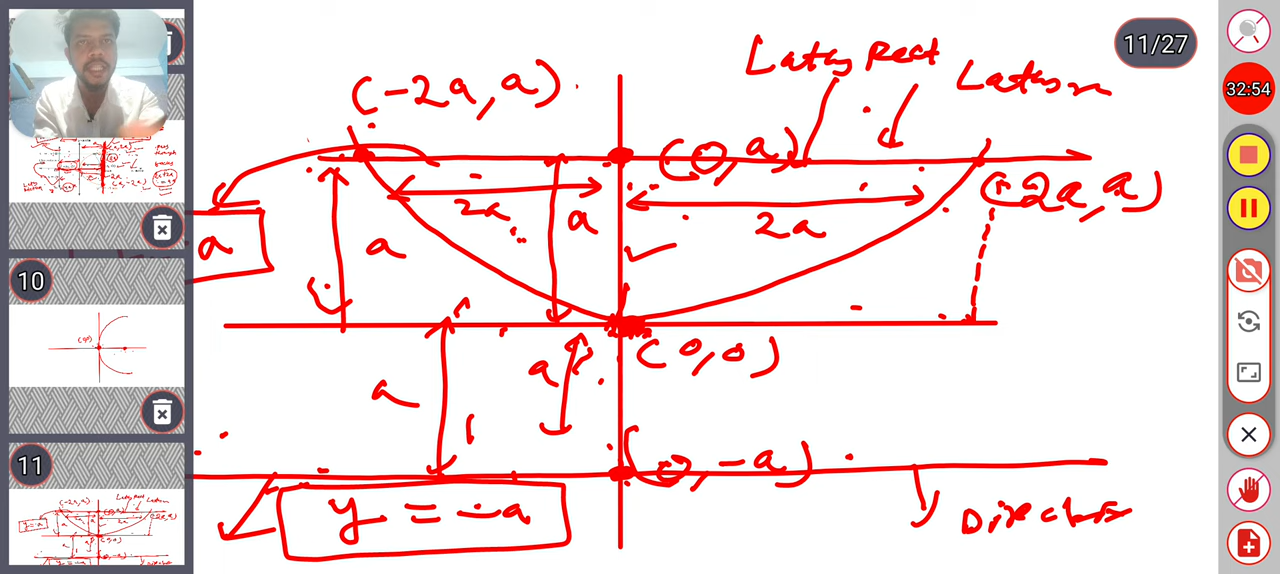 11/27
Latus Rect
Latus
(-2a, a)
(0, a)
(+2a, a)
32:54
2a
a
2a
a
a
10
(0,0)
a
a
(0, -a)
11
y = -a
Directrix